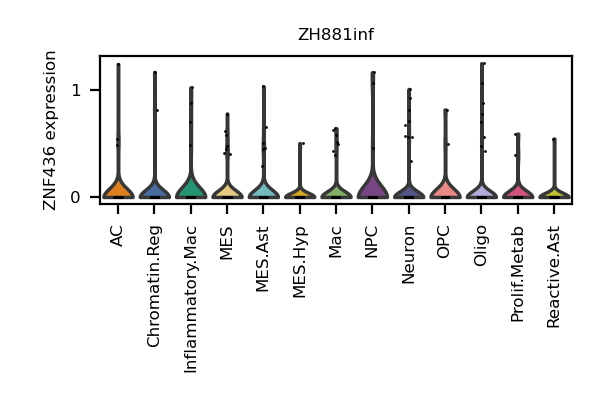 ZH881inf
ZNF436 expression
1
0
AC
Chromatin.Reg
Inflammatory.Mac
MES
MES.Ast
MES.Hyp
Mac
NPC
Neuron
OPC
Oligo
Prolif.Metab
Reactive.Ast